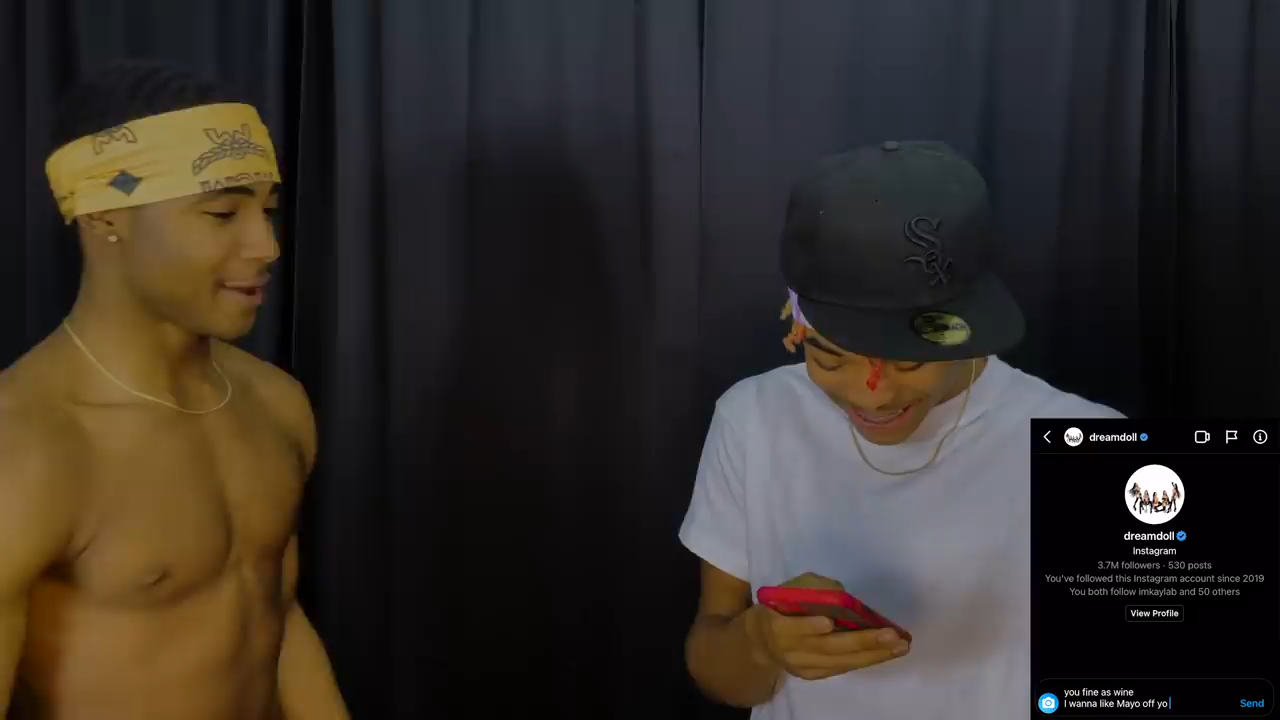 Sox
dreamdoll
dreamdoll
Instagram
3.7M followers · 530 posts
You've followed this Instagram account since 2019
You both follow imkaylab and 50 others
View Profile
you fine as wine
I wanna like Mayo off yo
Send